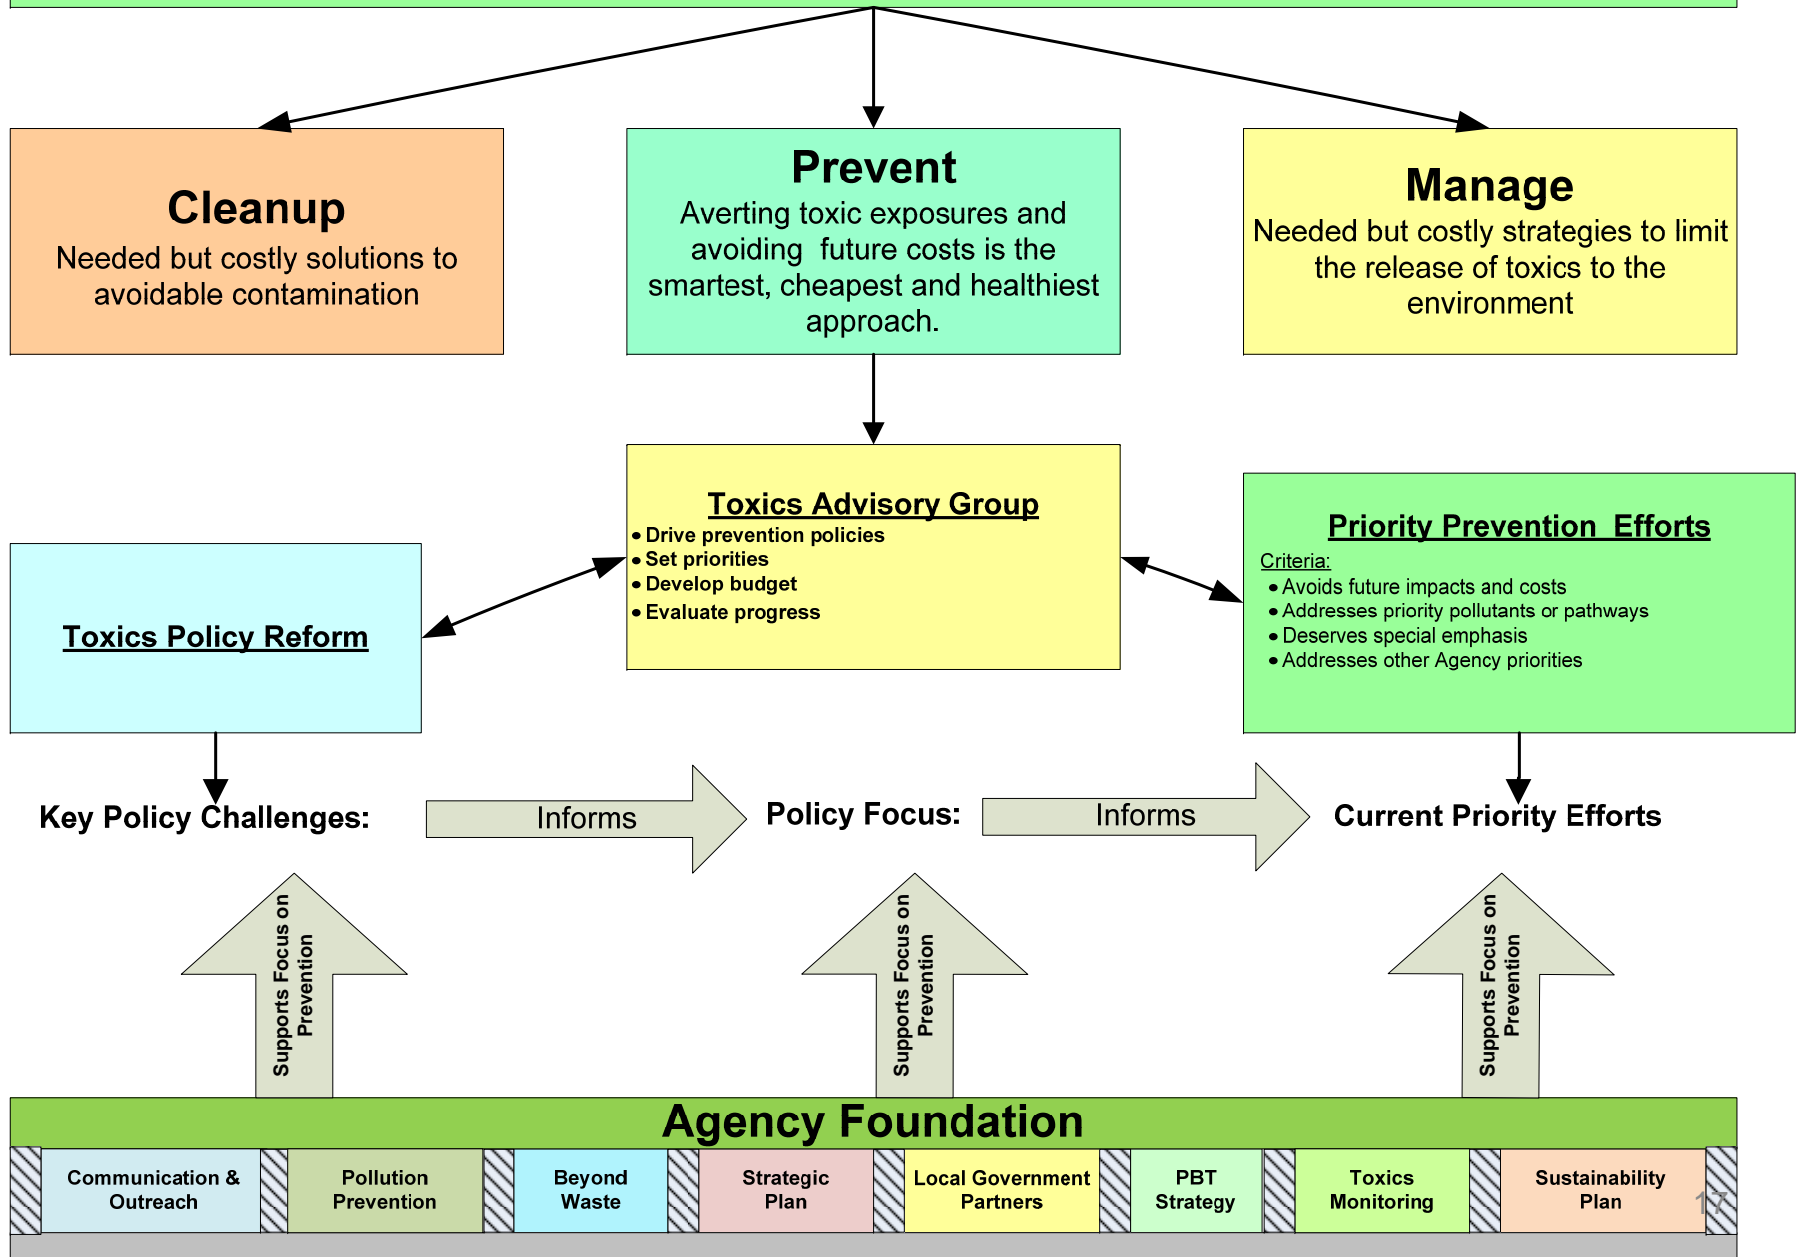 Cleanup
Needed but costly solutions to
avoidable contamination
Prevent
Averting toxic exposures and
avoiding future costs is the
smartest, cheapest and healthiest
approach.
Manage
Needed but costly strategies to limit
the release of toxics to the
environment
Toxics Policy Reform
Toxics Advisory Group
• Drive prevention policies
• Set priorities
• Develop budget
• Evaluate progress
Priority Prevention Efforts
Criteria:
• Avoids future impacts and costs
• Addresses priority pollutants or pathways
• Deserves special emphasis
• Addresses other Agency priorities
Key Policy Challenges:
Informs
Policy Focus:
Informs
Current Priority Efforts
Supports Focus on
Prevention
Supports Focus on
Prevention
Supports Focus on
Prevention
Agency Foundation
Communication &
Outreach
Pollution
Prevention
Beyond
Waste
Strategic
Plan
Local Government
Partners
PBT
Strategy
Toxics
Monitoring
Sustainability
Plan
17